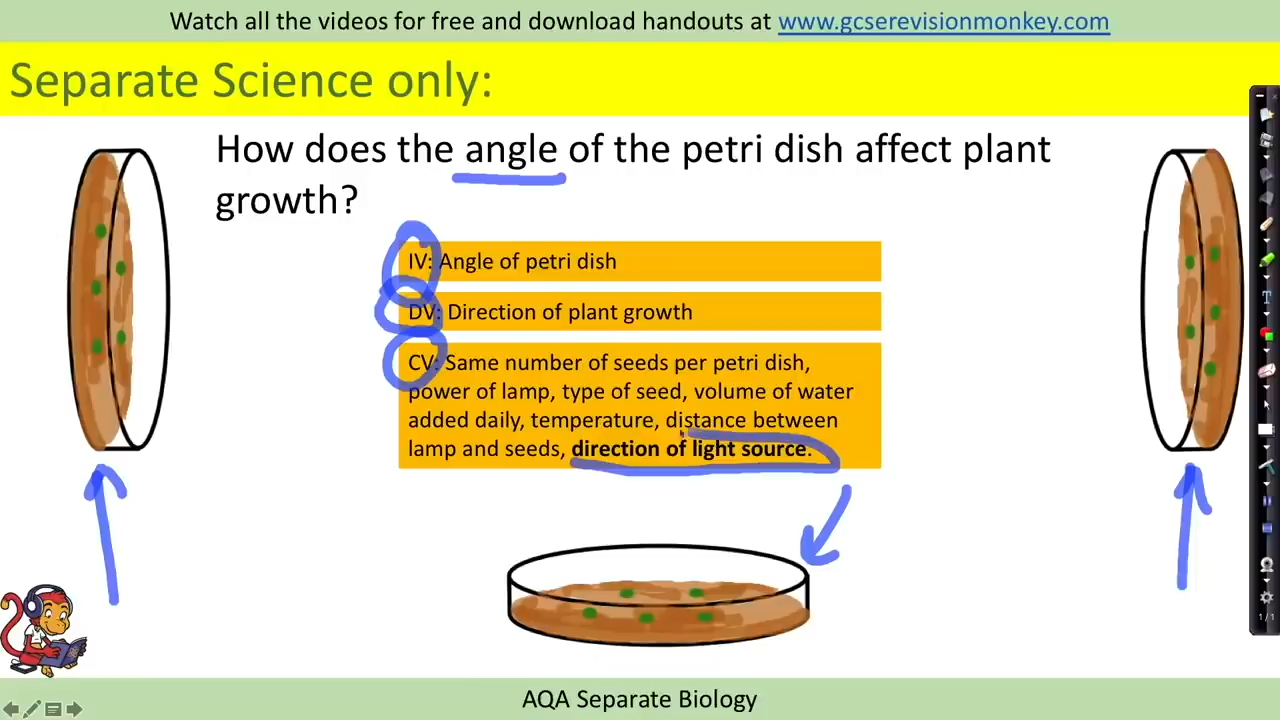 Watch all the videos for free and download handouts at www.gcserevisionmonkey.com
Separate Science only:
How does the angle of the petri dish affect plant
growth?
IV: Angle of petri dish
DV: Direction of plant growth
CV: Same number of seeds per petri dish,
power of lamp, type of seed, volume of water
added daily, temperature, distance between
lamp and seeds, direction of light source.
AQA Separate Biology
1/1